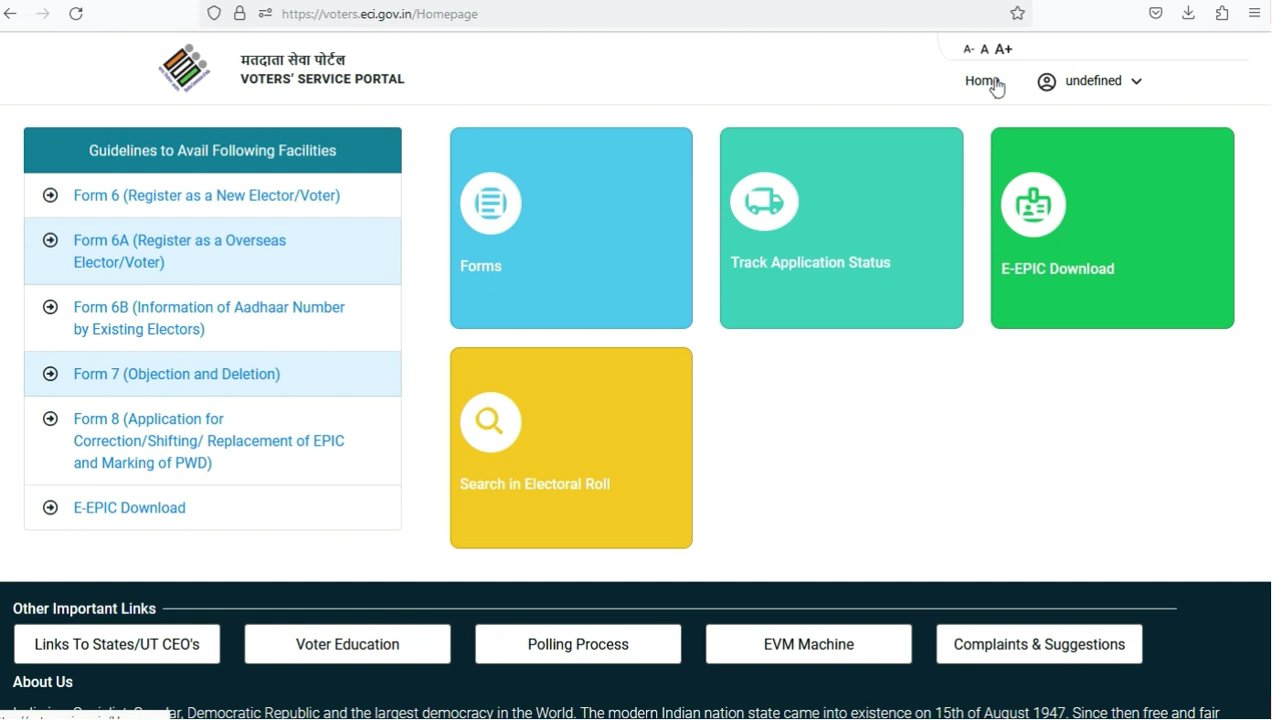 https://voters.eci.gov.in/Homepage
मतदाता सेवा पोर्टल
VOTERS' SERVICE PORTAL
A- A A+
Home
undefined
Guidelines to Avail Following Facilities
Form 6 (Register as a New Elector/Voter)
Form 6A (Register as a Overseas
Elector/Voter)
Form 6B (Information of Aadhaar Number
by Existing Electors)
Form 7 (Objection and Deletion)
Form 8 (Application for
Correction/Shifting/ Replacement of EPIC
and Marking of PWD)
E-EPIC Download
Forms
Track Application Status
E-EPIC Download
Search in Electoral Roll
Other Important Links
Links To States/UT CEO's
Voter Education
Polling Process
EVM Machine
Complaints & Suggestions
About Us
Democratic Republic and the largest democracy in the World. The modern Indian nation state came into existence on 15th of August 1947. Since then free and fair